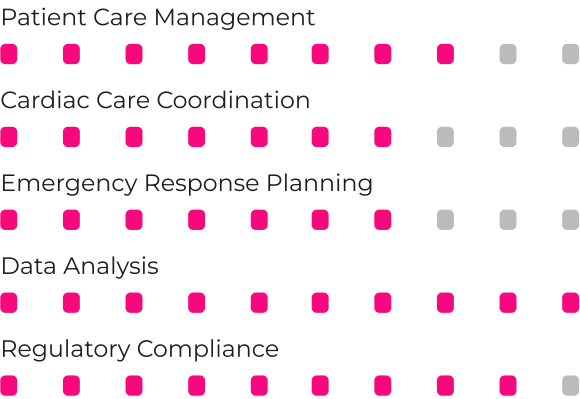 Patient Care Management
Cardiac Care Coordination
Emergency Response Planning
Data Analysis
Regulatory Compliance